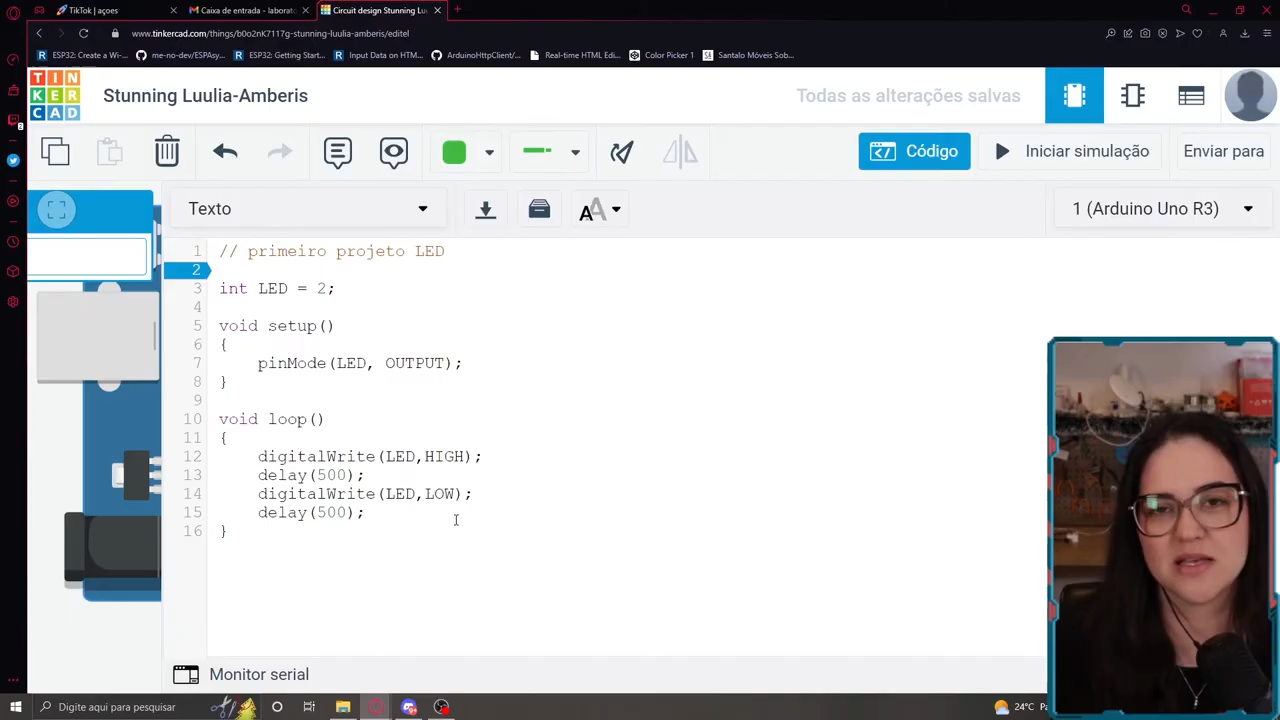 TikTok | açoes
Caixa de entrada - laborato
Circuit design Stunning Lu
www.tinkercad.com/things/b0o2nK7117g-stunning-luulia-amberis/editel
ESP32: Create a Wi-...
me-no-dev/ESPAsy...
ESP32: Getting Start...
Input Data on HTM...
ArduinoHttpClient/...
Real-time HTML Edi...
Color Picker 1
Santalo Móveis Sob...
TIN
KER
CAD
Stunning Luulia-Amberis
Todas as alterações salvas
Código
Iniciar simulação
Enviar para
Texto
1 (Arduino Uno R3)
1 // primeiro projeto LED
2
3 int LED = 2;
4
5 void setup()
6 {
7 pinMode(LED, OUTPUT);
8 }
9
10 void loop()
11 {
12 digitalWrite(LED,HIGH);
13 delay(500);
14 digitalWrite(LED,LOW);
15 delay(500);
16 }
Monitor serial
Digite aqui para pesquisar
24°C